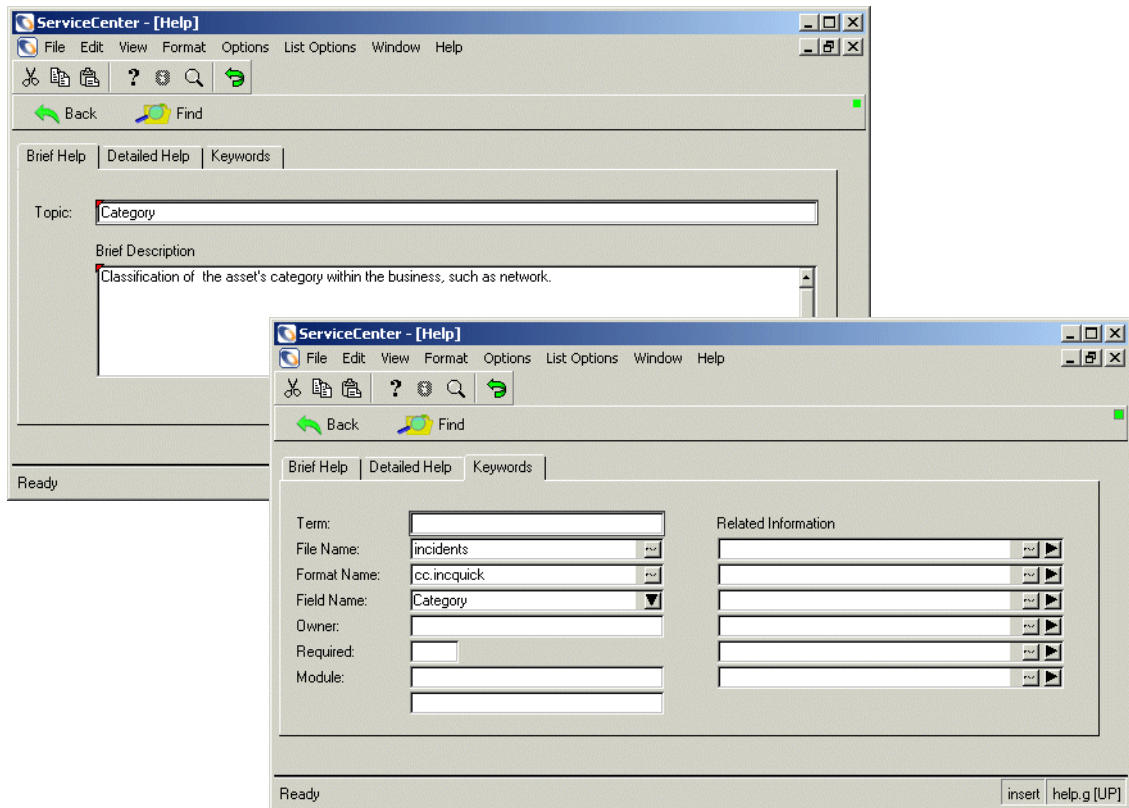 ServiceCenter - [Help]
File Edit View Format Options List Options Window Help
Back Find
Brief Help Detailed Help Keywords
Topic: Category
Brief Description
Classification of  the asset's category within the business, such as network.
Ready
ServiceCenter - [Help]
File Edit View Format Options List Options Window Help
Back Find
Brief Help Detailed Help Keywords
Term: Related Information
File Name: incidents
Format Name: cc.incquick
Field Name: Category
Owner:
Required:
Module:
Ready insert help.g [UP]